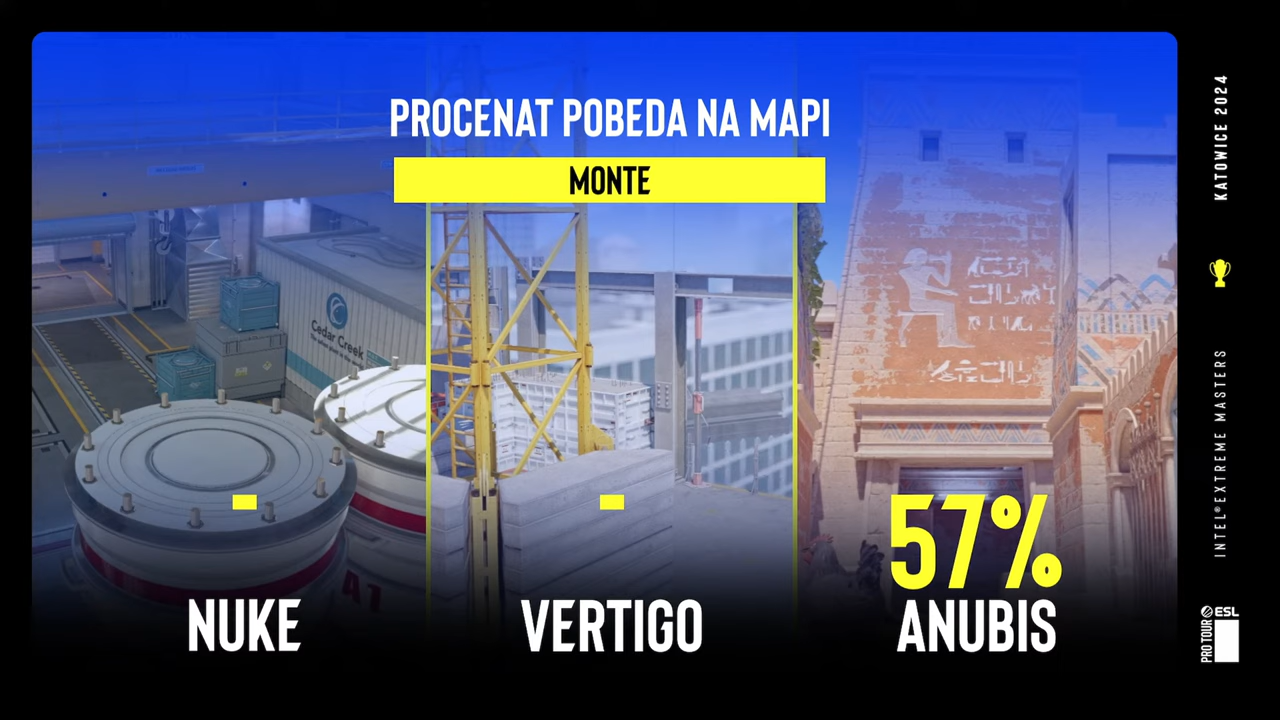 PROCENAT POBEDA NA MAPI
MONTE
Cedar Creek
-
NUKE
A1
-
VERTIGO
57%
ANUBIS
KATOWICE 2024
INTEL® EXTREME MASTERS
ESL
PRO TOUR